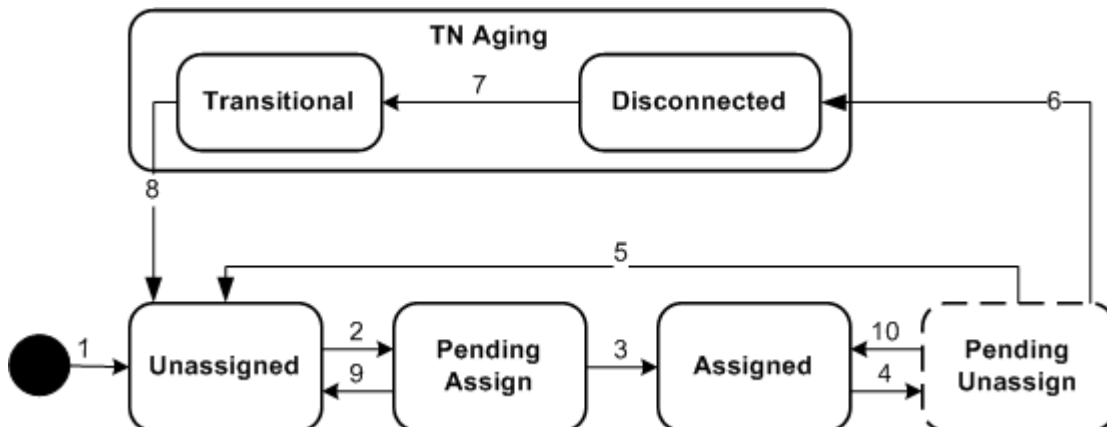 TN Aging
Transitional
7
Disconnected
6
8
5
1
Unassigned
2
9
Pending
Assign
3
Assigned
10
4
Pending
Unassign